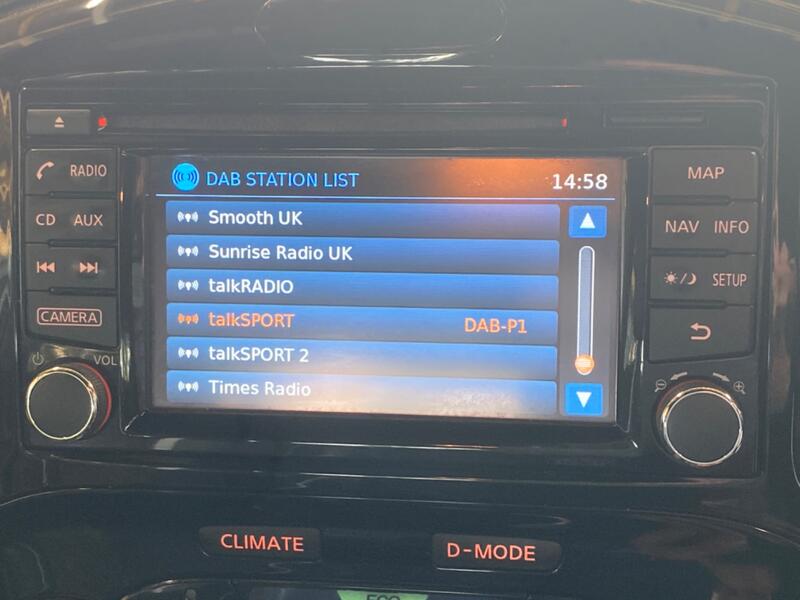 RADIO
CD AUX
CAMERA
VOL
DAB STATION LIST 14:58
Smooth UK
Sunrise Radio UK
talkRADIO
talkSPORT DAB-P1
talkSPORT 2
Times Radio
MAP
NAV INFO
SETUP
CLIMATE
D-MODE
ECO